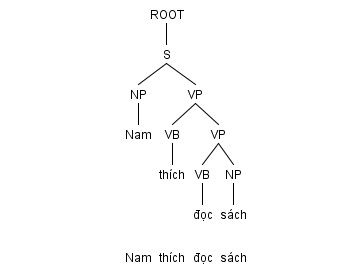 ROOT
S
NP VP
Nam VB VP
thích VB NP
đọc sách
Nam thích đọc sách